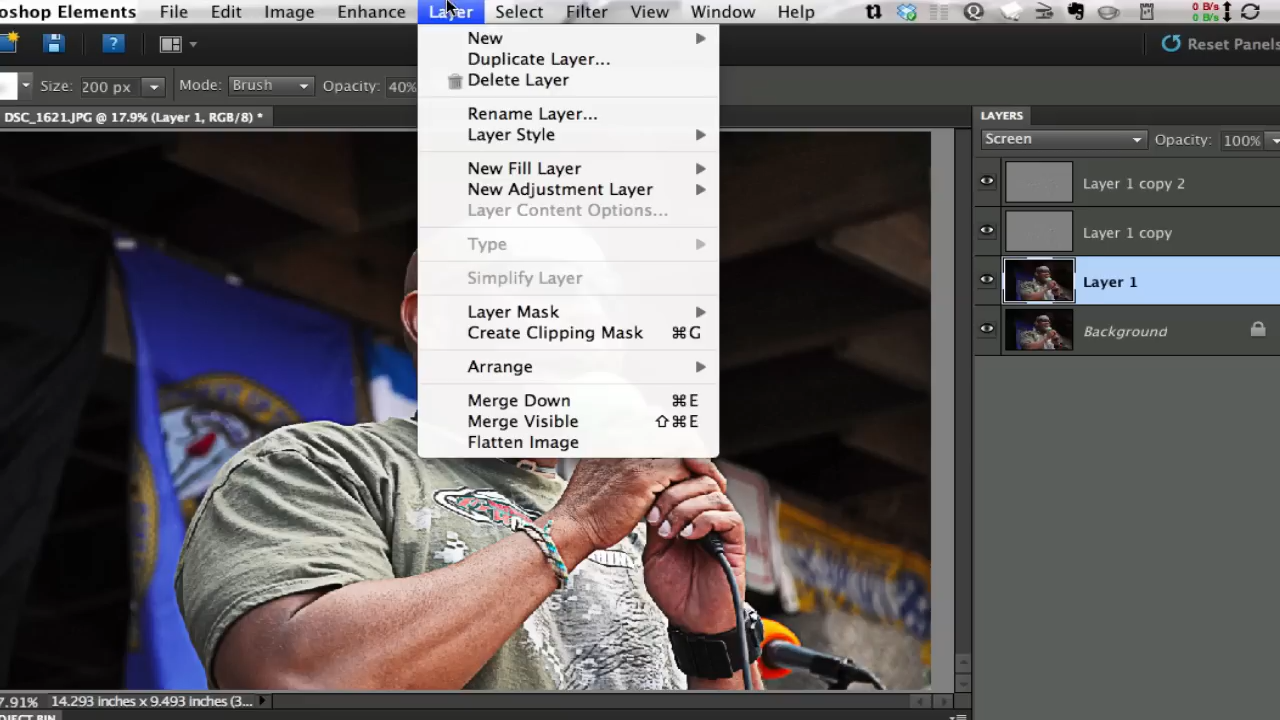 oshop Elements File Edit Image Enhance Layer Select Filter View Window Help 0 B/s 0 B/s
Reset Panels
Size: 200 px Mode: Brush Opacity: 40%
DSC_1621.JPG @ 17.9% (Layer 1, RGB/8) *
New
Duplicate Layer...
Delete Layer
Rename Layer...
Layer Style
New Fill Layer
New Adjustment Layer
Layer Content Options...
Type
Simplify Layer
Layer Mask
Create Clipping Mask ⌘G
Arrange
Merge Down ⌘E
Merge Visible ⇧⌘E
Flatten Image
LAYERS
Screen Opacity: 100%
Layer 1 copy 2
Layer 1 copy
Layer 1
Background
7.91% 14.293 inches x 9.493 inches (3...